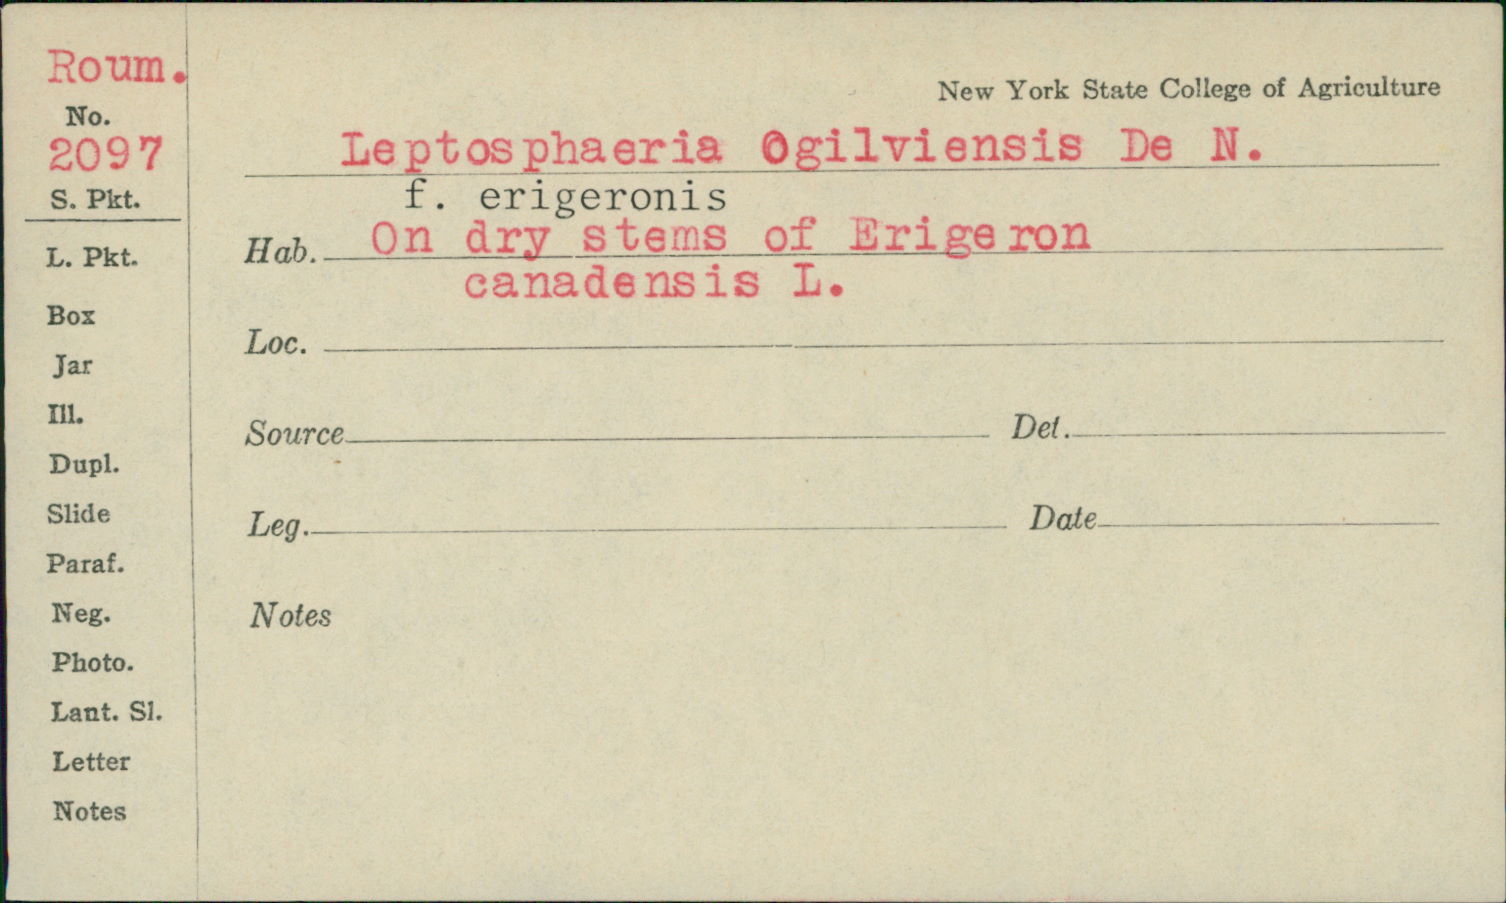 Roum.
No.
2097
S. Pkt.
L. Pkt.
Box
Jar
Ill.
Dupl.
Slide
Paraf.
Neg.
Photo.
Lant. Sl.
Letter
Notes
New York State College of Agriculture
Leptosphaeria Ogilviensis De N.
f. erigeronis
Hab. On dry stems of Erigeron
canadensis L.
Loc.
Source Det.
Leg. Date
Notes